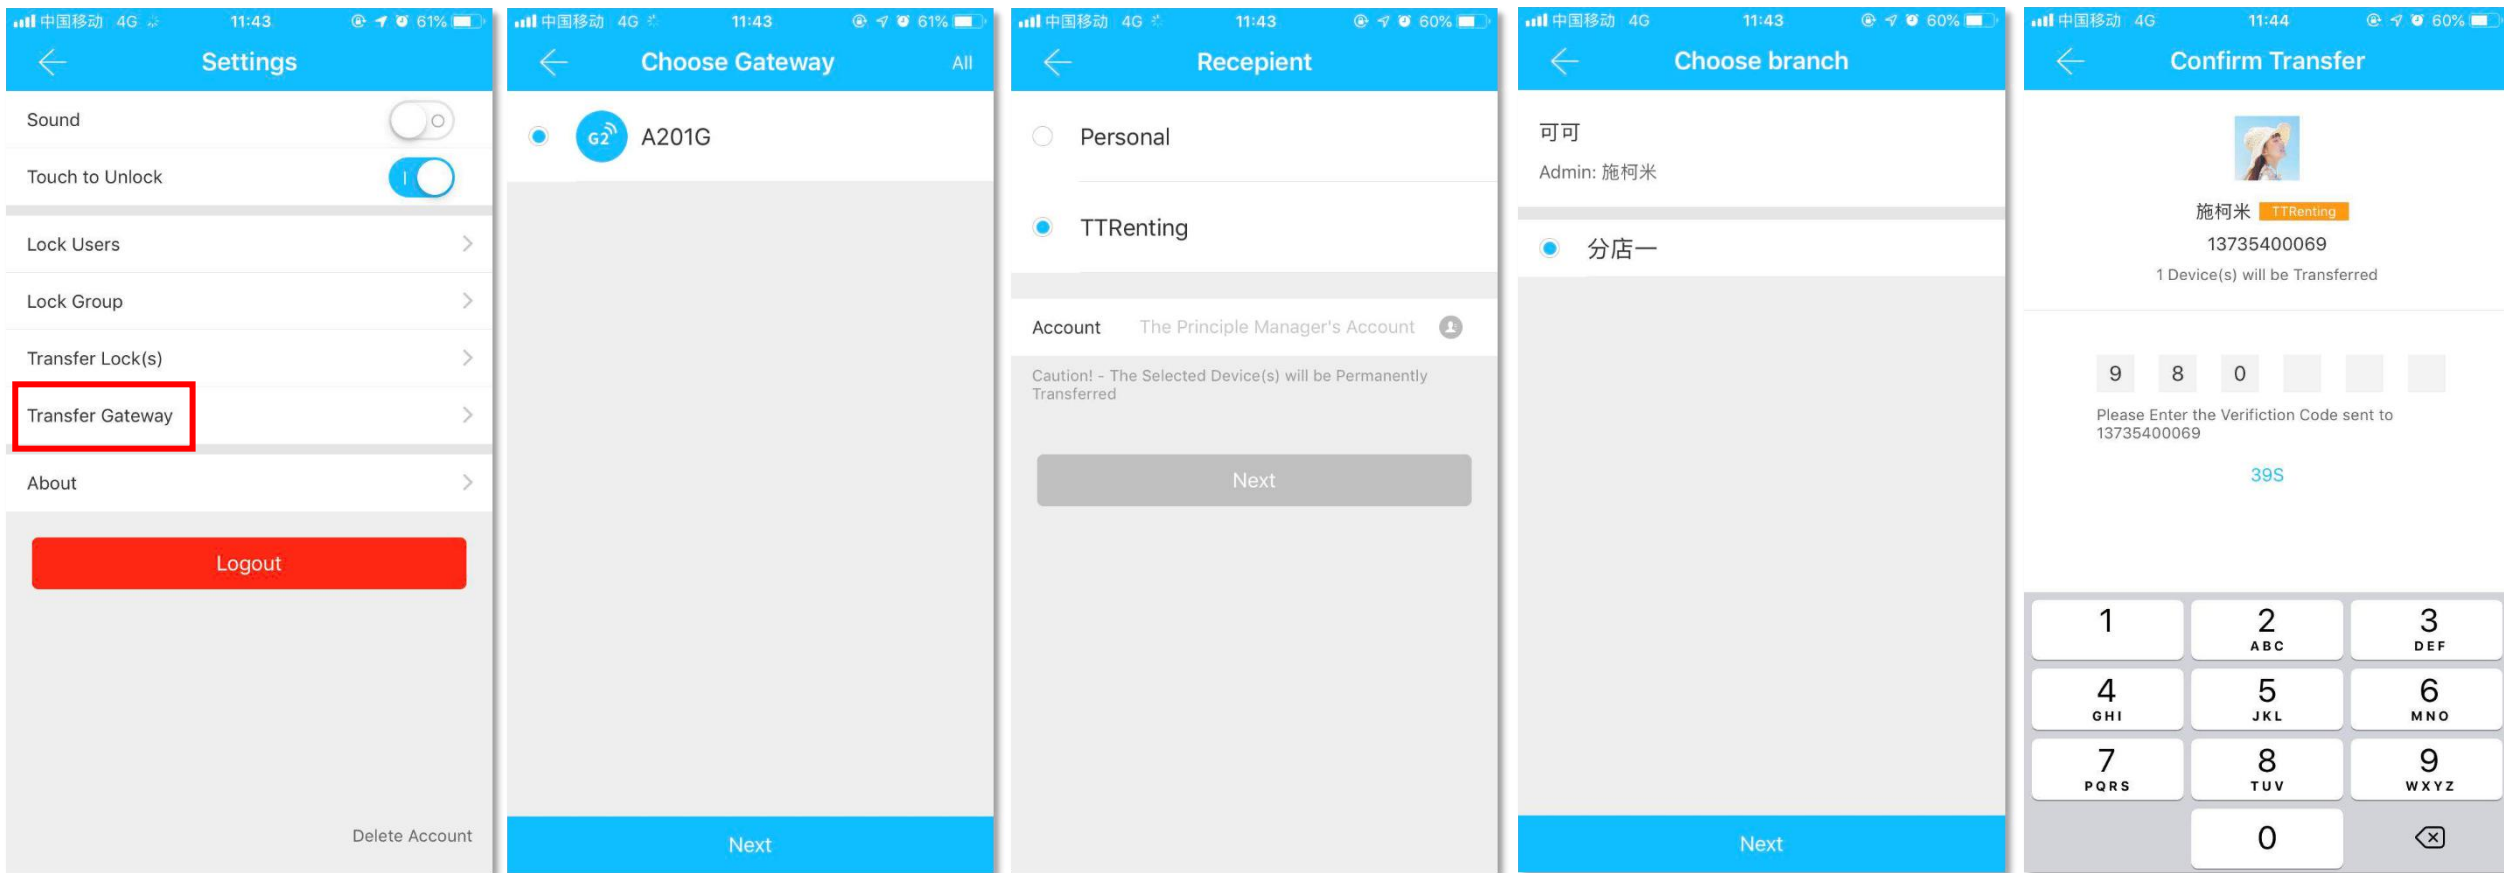 中国移动 4G 11:43 61%
Settings
Sound
Touch to Unlock
Lock Users
Lock Group
Transfer Lock(s)
Transfer Gateway
About
Logout
Delete Account
中国移动 4G 11:43 61%
Choose Gateway All
G2 A201G
Next
中国移动 4G 11:43 60%
Recepient
Personal
TTRenting
Account The Principle Manager's Account
Caution! - The Selected Device(s) will be Permanently
Transferred
Next
中国移动 4G 11:43 60%
Choose branch
可可
Admin: 施柯米
分店一
Next
中国移动 4G 11:44 60%
Confirm Transfer
施柯米 TTRenting
13735400069
1 Device(s) will be Transferred
9 8 0
Please Enter the Verifiction Code sent to
13735400069
39S
1 2 3
ABC DEF
4 5 6
GHI JKL MNO
7 8 9
PQRS TUV WXYZ
0